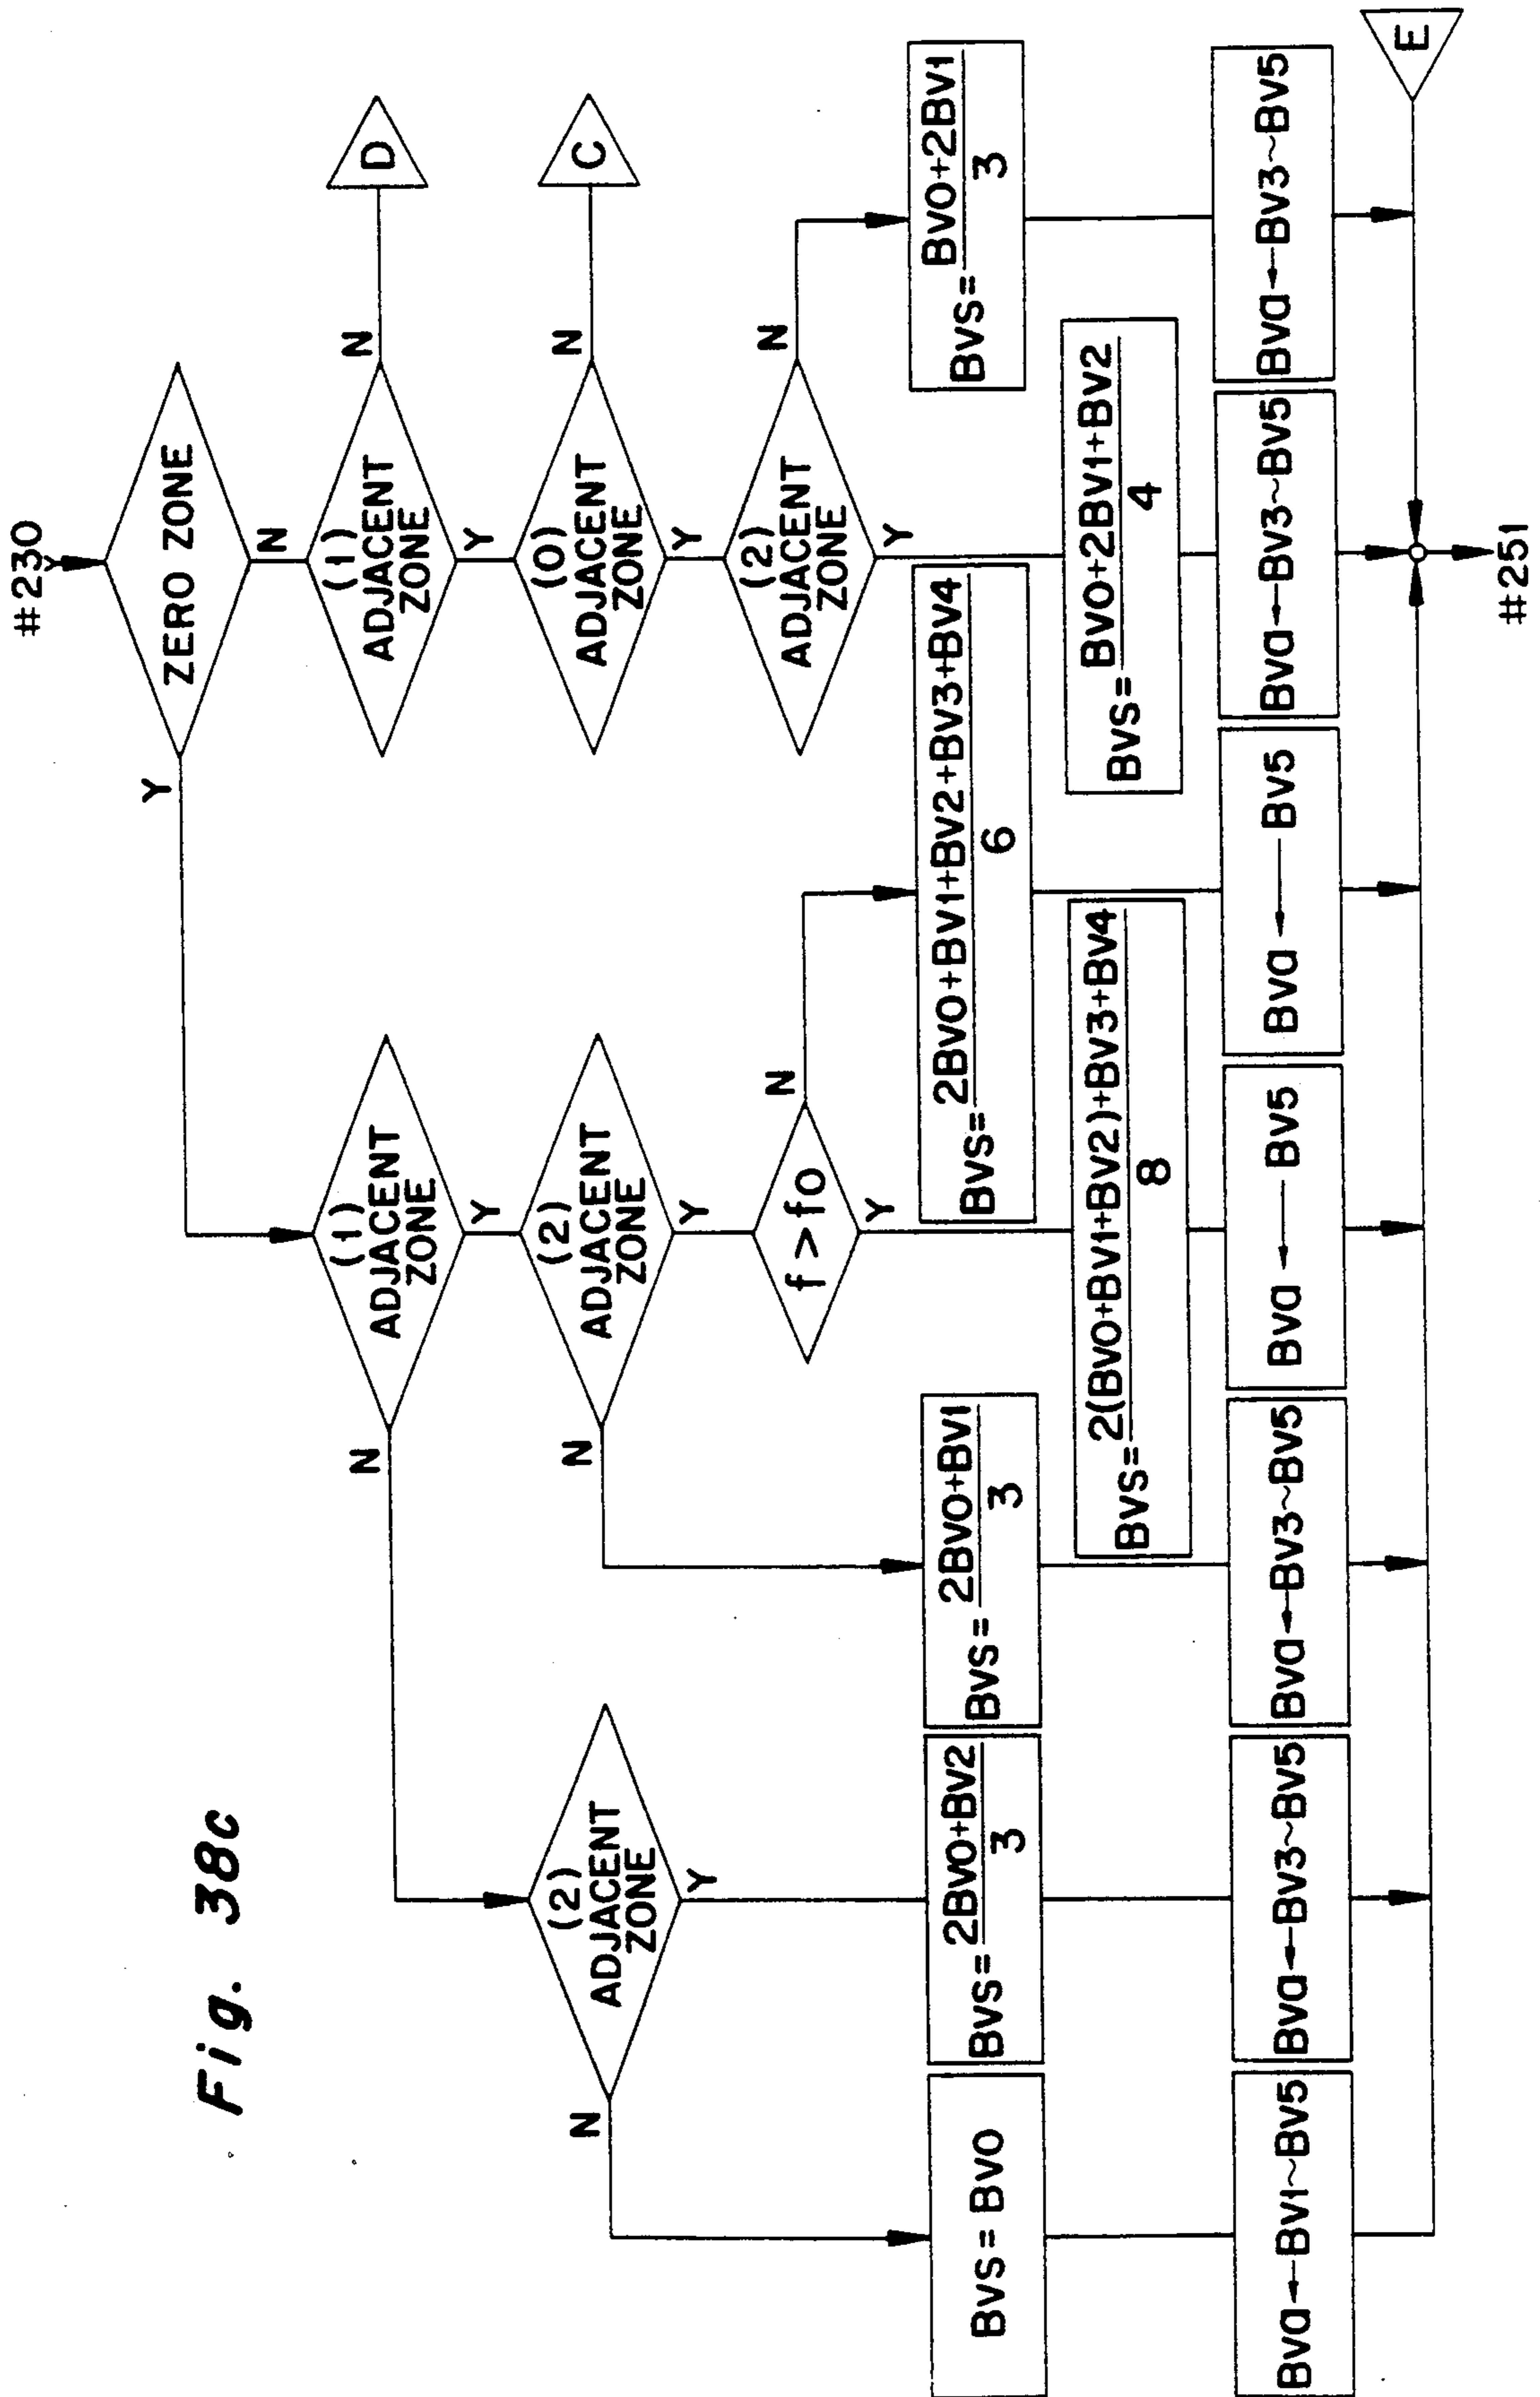 Fig. 38c
#230
ZERO ZONE
Y
N
(1)
ADJACENT
ZONE
N
Y
(1)
ADJACENT
ZONE
N
D
Y
(2)
ADJACENT
ZONE
N
Y
(2)
ADJACENT
ZONE
N
Y
(0)
ADJACENT
ZONE
N
C
Y
f > f0
N
Y
(2)
ADJACENT
ZONE
N
Y
BVS = BV0
BVS = 2BV0+BV2
3
BVS = 2BV0+BV1
3
BVS= 2(BV0+BV1+BV2)+BV3+BV4
8
BVS= 2BV0+BV1+BV2+BV3+BV4
6
BVS= BV0+2BV1+BV2
4
BVS= BV0+2BV1
3
BVa←BV1~BV5
BVa←BV3~BV5
BVa←BV3~BV5
BVa ← BV5
BVa ← BV5
BVa←BV3~BV5
BVa←BV3~BV5
E
#251